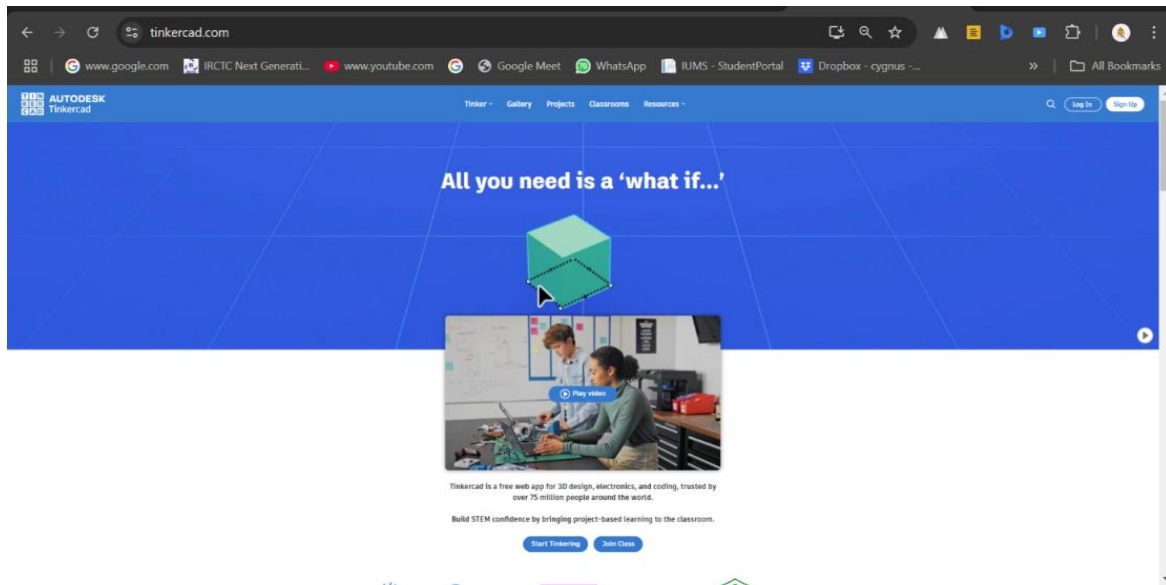 tinkercad.com
www.google.com IRCTC Next Generati... www.youtube.com Google Meet WhatsApp IUMS - StudentPortal Dropbox - cygnus -... » All Bookmarks
TIN KER CAD AUTODESK Tinkercad
Tinker Gallery Projects Classrooms Resources Log In Sign Up
All you need is a ‘what if...’
Play video
Tinkercad is a free web app for 3D design, electronics, and coding, trusted by
over 75 million people around the world.
Build STEM confidence by bringing project-based learning to the classroom.
Start Tinkering Join Class